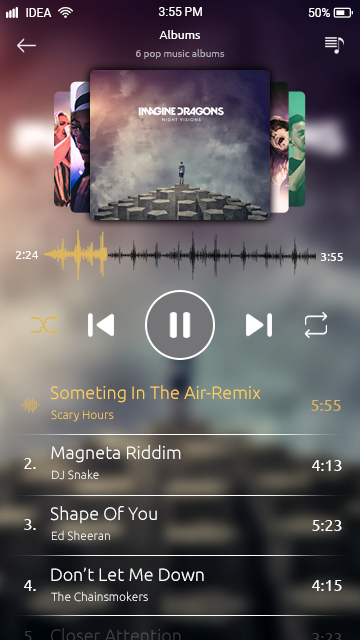 IDEA 3:55 PM 50%
Albums
6 pop music albums
IMAGINE DRAGONS
NIGHT VISIONS
2:24 3:55
Someting In The Air-Remix 5:55
Scary Hours
2. Magneta Riddim 4:13
DJ Snake
3. Shape Of You 5:23
Ed Sheeran
4. Don’t Let Me Down 4:15
The Chainsmokers
5. Closer Attention